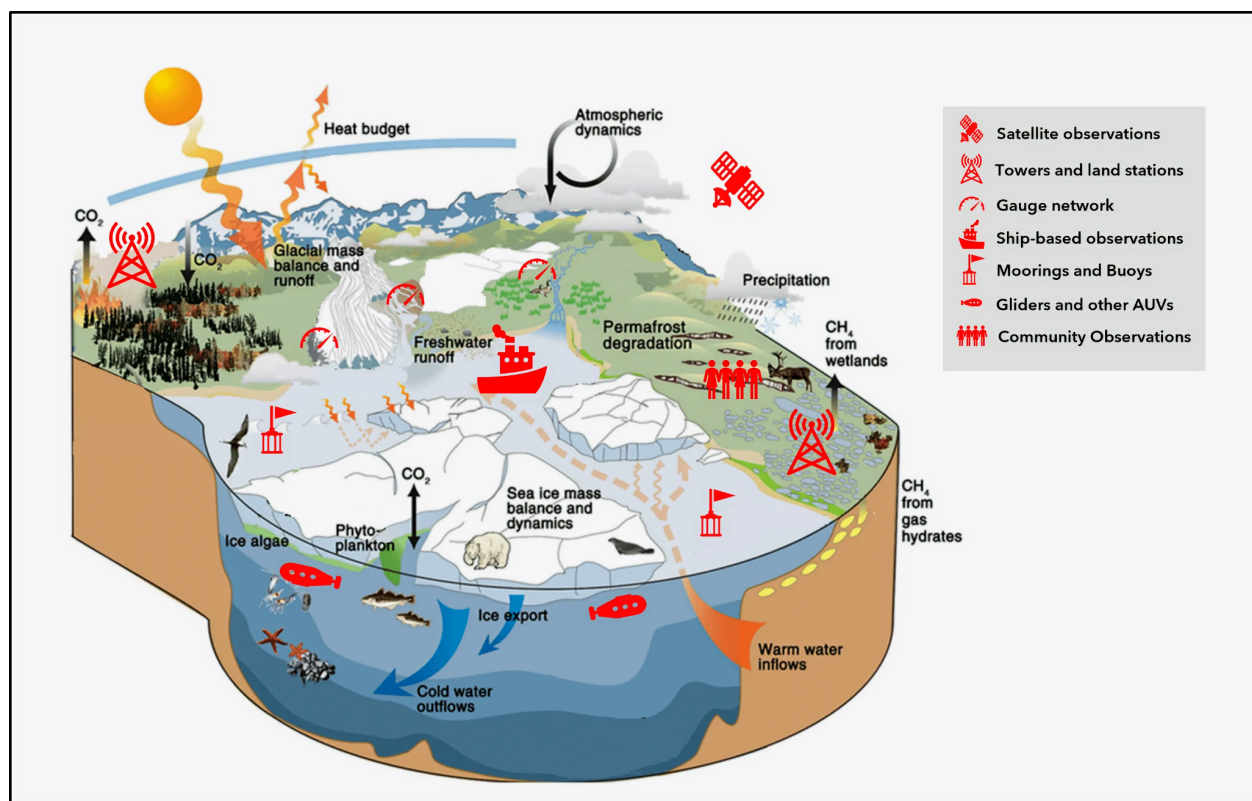 Heat budget
Atmospheric
dynamics
CO₂
CO₂
Glacial mass
balance and
runoff
Precipitation
Freshwater
runoff
Permafrost
degradation
CH₄
from
wetlands
CO₂
Sea ice mass
balance and
dynamics
Phyto-
plankton
Ice algae
CH₄
from
gas
hydrates
Ice export
Warm water
inflows
Cold water
outflows
Satellite observations
Towers and land stations
Gauge network
Ship-based observations
Moorings and Buoys
Gliders and other AUVs
Community Observations